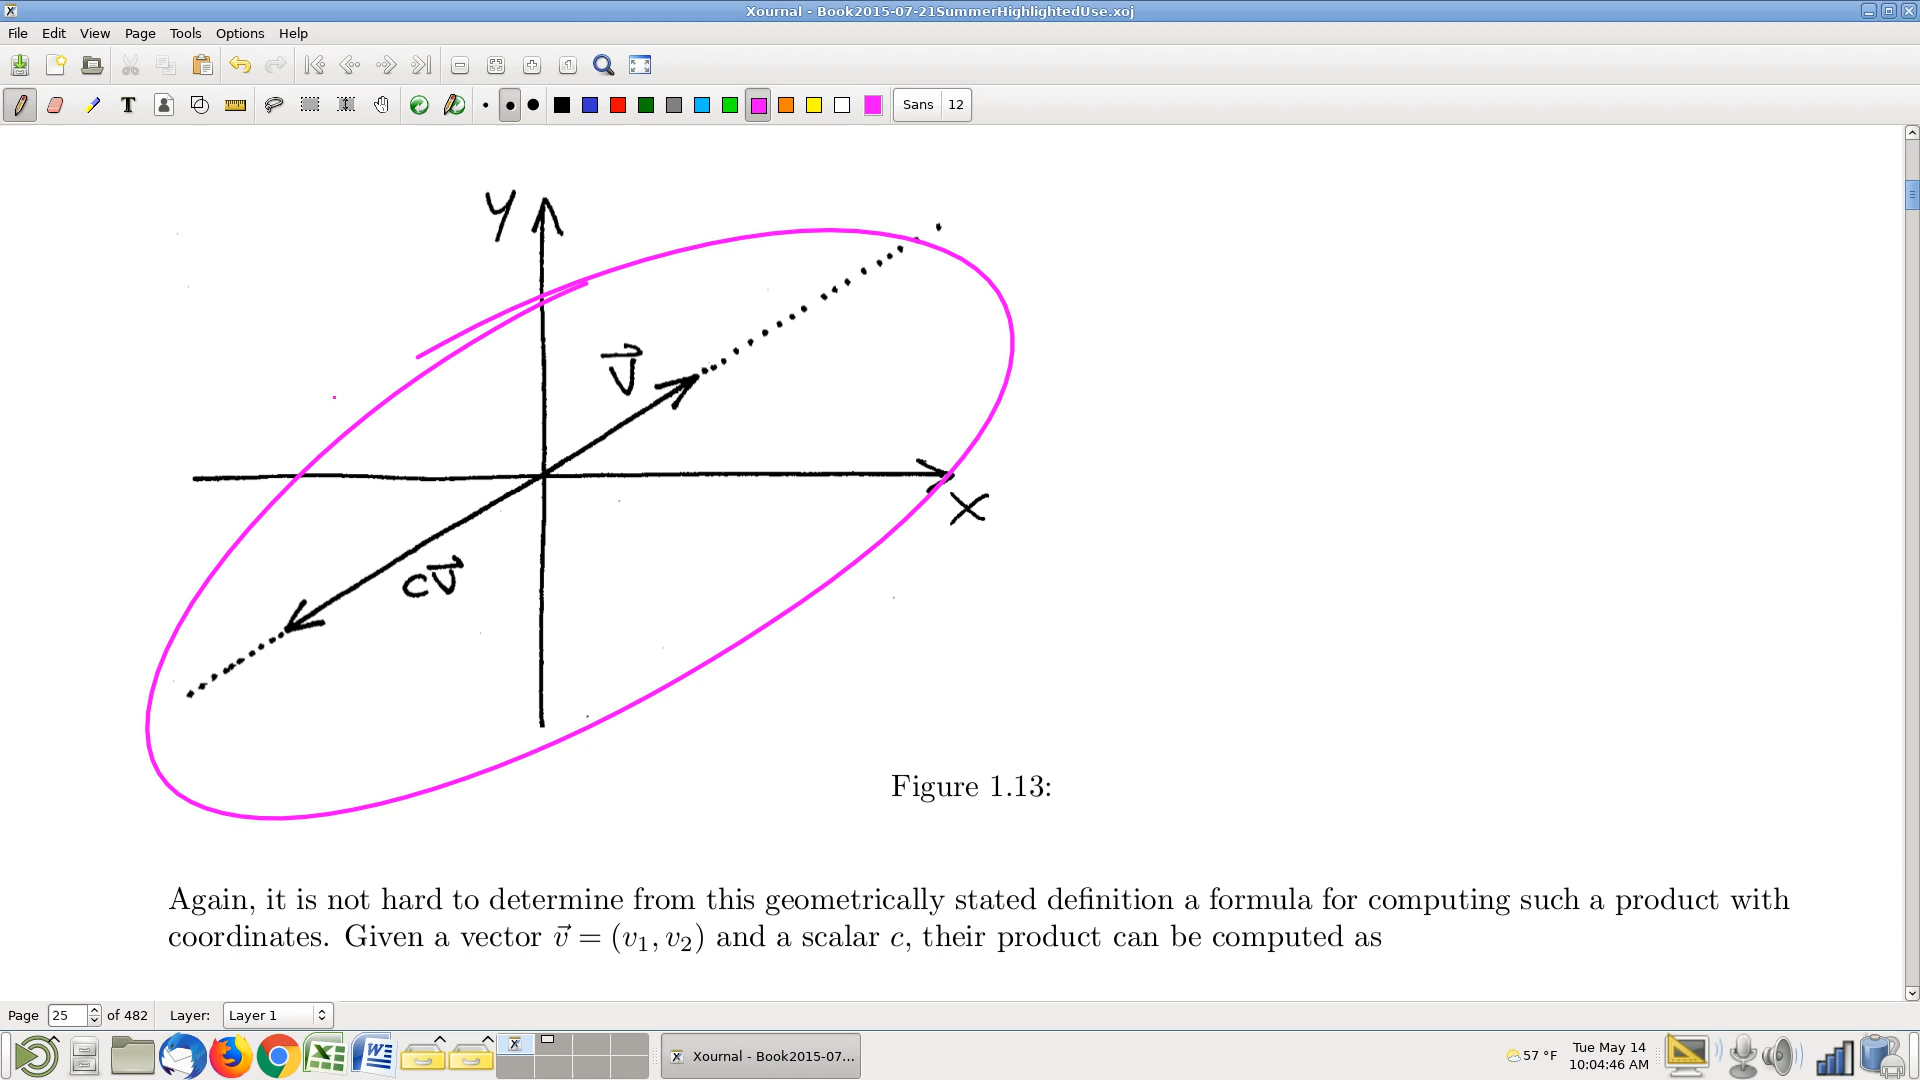 Xournal - Book2015-07-21SummerHighlightedUse.xoj
File Edit View Page Tools Options Help
Sans 12
y
v⃗
x
cv⃗
Figure 1.13:
Again, it is not hard to determine from this geometrically stated definition a formula for computing such a product with
coordinates. Given a vector v⃗ = (v₁, v₂) and a scalar c, their product can be computed as
Page 25 of 482 Layer: Layer 1
Xournal - Book2015-07...
57 °F
Tue May 14
10:04:46 AM